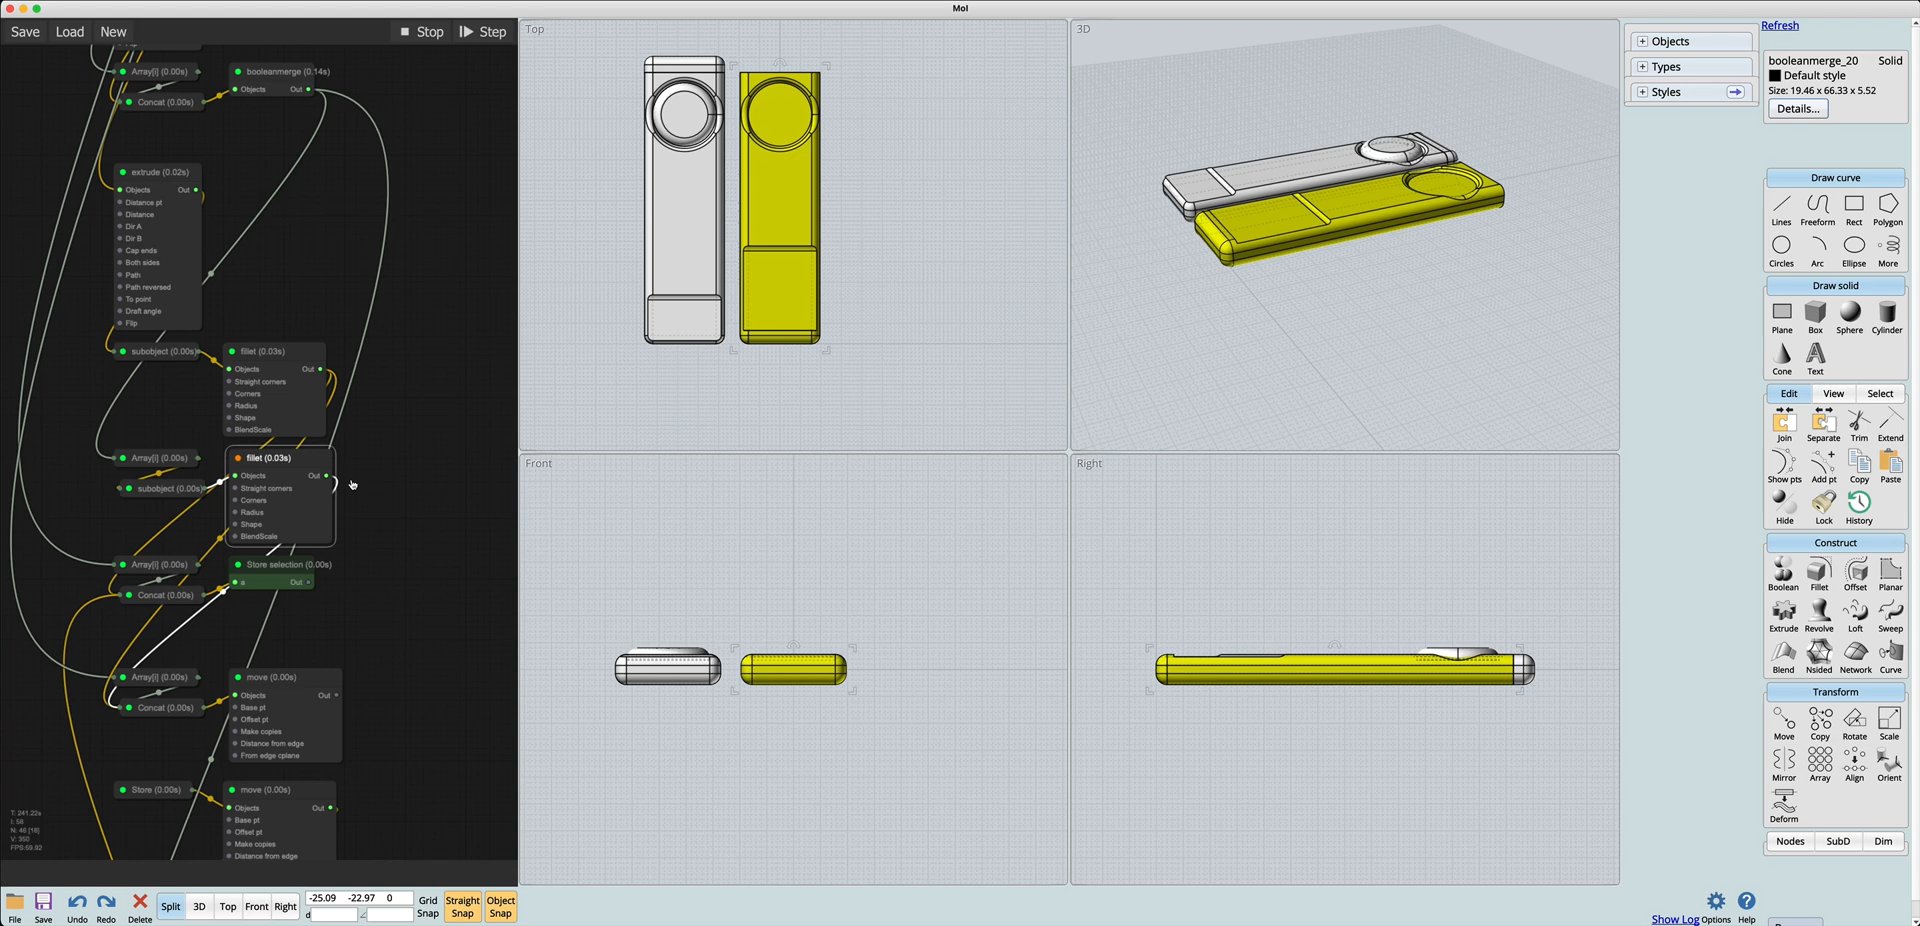 MoI
Save Load New Stop Step
Array[i] (0.00s)
booleanmerge (0.14s)
Objects Out
Concat (0.00s)
extrude (0.02s)
Objects Out
Distance pt
Distance
Dir A
Dir B
Cap ends
Both sides
Path
Path reversed
To point
Draft angle
Flip
subobject (0.00s)
fillet (0.03s)
Objects Out
Straight corners
Corners
Radius
Shape
BlendScale
Array[i] (0.00s)
fillet (0.03s)
Objects Out
subobject (0.00s)
Straight corners
Corners
Radius
Shape
BlendScale
Array[i] (0.00s)
Store selection (0.00s)
a Out
Concat (0.00s)
Array[i] (0.00s)
move (0.00s)
Objects Out
Concat (0.00s)
Base pt
Offset pt
Make copies
Distance from edge
From edge cplane
Store (0.00s)
move (0.00s)
Objects Out
Base pt
Offset pt
Make copies
Distance from edge
T: 241.22s
I: 58
N: 46 [18]
V: 350
FPS:59.92
Top
3D
Front
Right
Objects
Types
Styles
Refresh
booleanmerge_20 Solid
Default style
Size: 19.46 x 66.33 x 5.52
Details...
Draw curve
Lines Freeform Rect Polygon
Circles Arc Ellipse More
Draw solid
Plane Box Sphere Cylinder
Cone Text
Edit View Select
Join Separate Trim Extend
Show pts Add pt Copy Paste
Hide Lock History
Construct
Boolean Fillet Offset Planar
Extrude Revolve Loft Sweep
Blend Nsided Network Curve
Transform
Move Copy Rotate Scale
Mirror Array Align Orient
Deform
Nodes SubD Dim
File Save Undo Redo Delete
Split 3D Top Front Right
-25.09 -22.97 0
d
Grid Snap
Straight Snap
Object Snap
Show Log Options Help